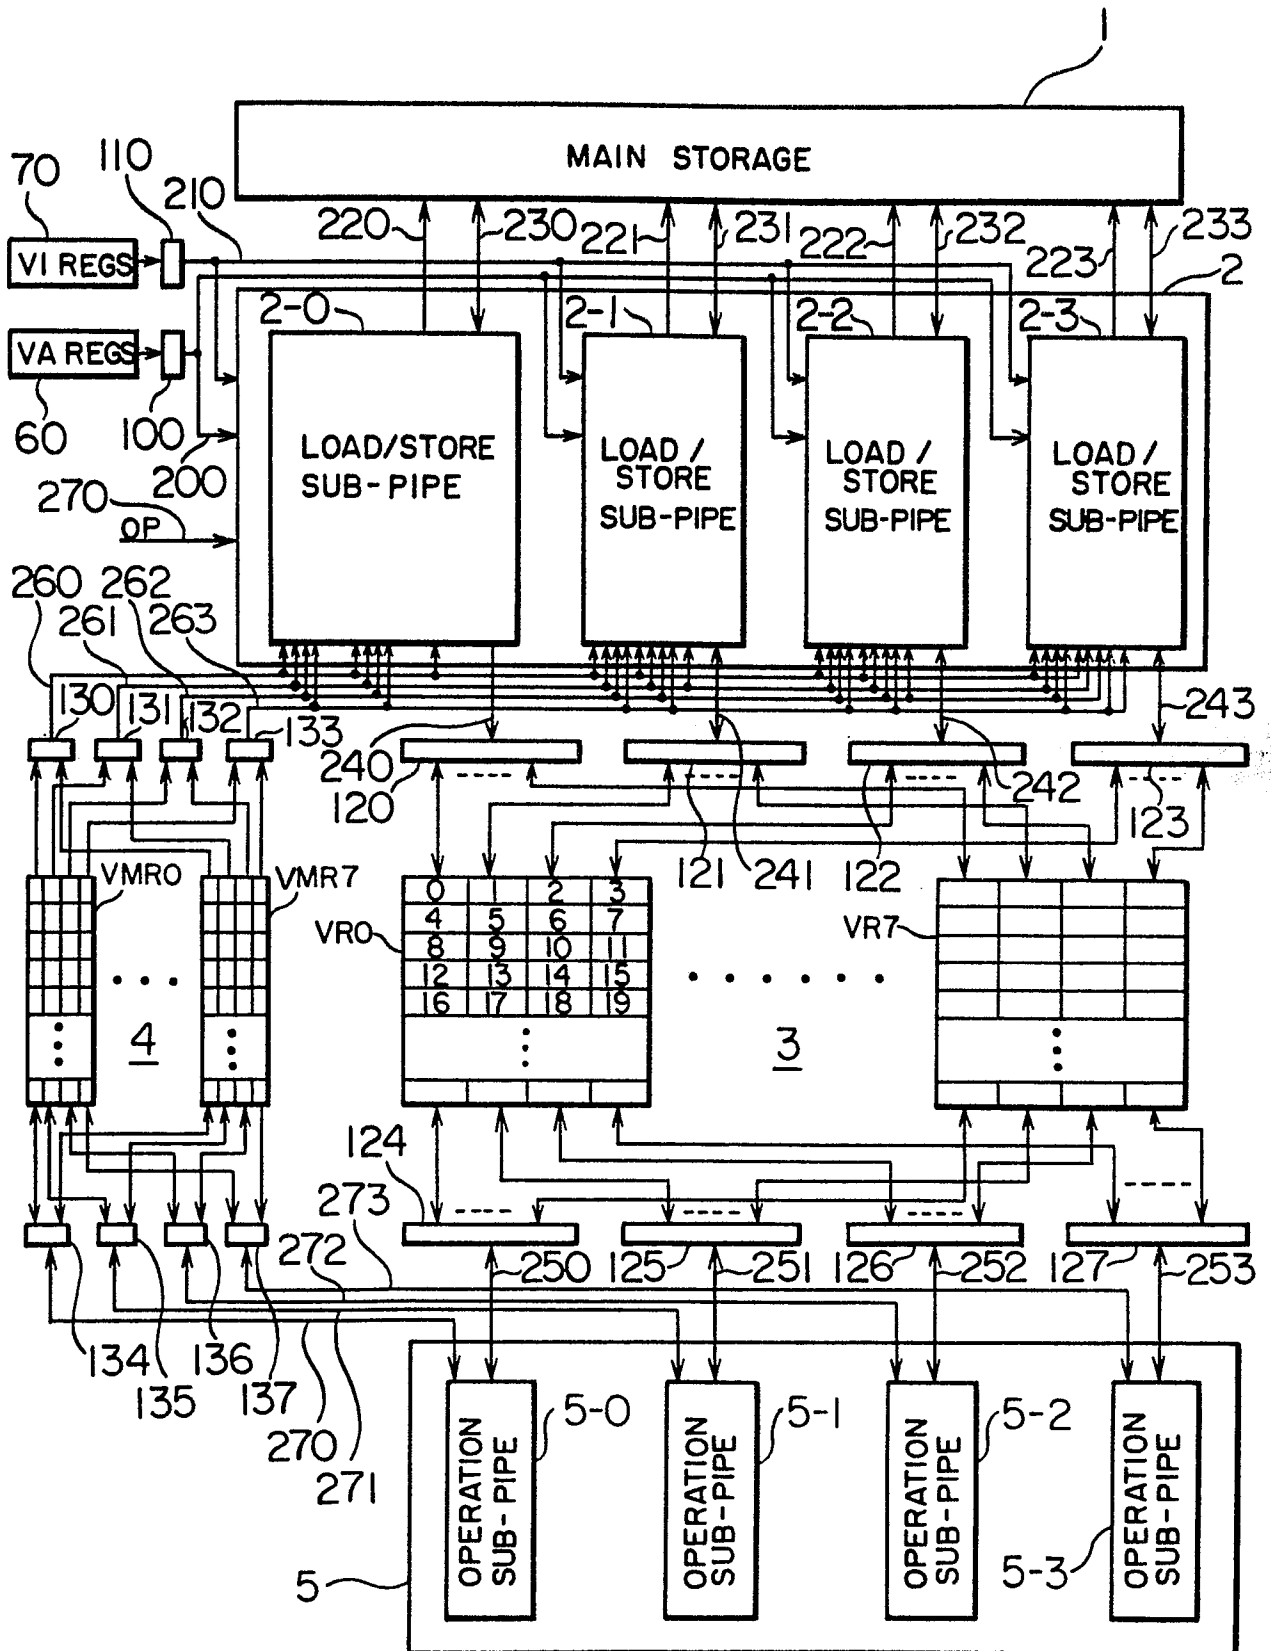 1
MAIN STORAGE
70
110
210
220
230
221
231
222
232
223
233
VI REGS
2
2-0
2-1
2-2
2-3
VA REGS
60
100
200
270
OP
LOAD/STORE
SUB-PIPE
LOAD/
STORE
SUB-PIPE
LOAD/
STORE
SUB-PIPE
LOAD/
STORE
SUB-PIPE
260
262
261
263
130
131
132
133
240
120
243
242
123
121
241
122
VMR0
VMR7
VR0
VR7
0 1 2 3
4 5 6 7
8 9 10 11
12 13 14 15
16 17 18 19
4
3
124
273
272
250
125
251
126
252
127
253
134
136
135
137
270
271
5-0
5-1
5-2
5-3
OPERATION
SUB-PIPE
OPERATION
SUB-PIPE
OPERATION
SUB-PIPE
OPERATION
SUB-PIPE
5